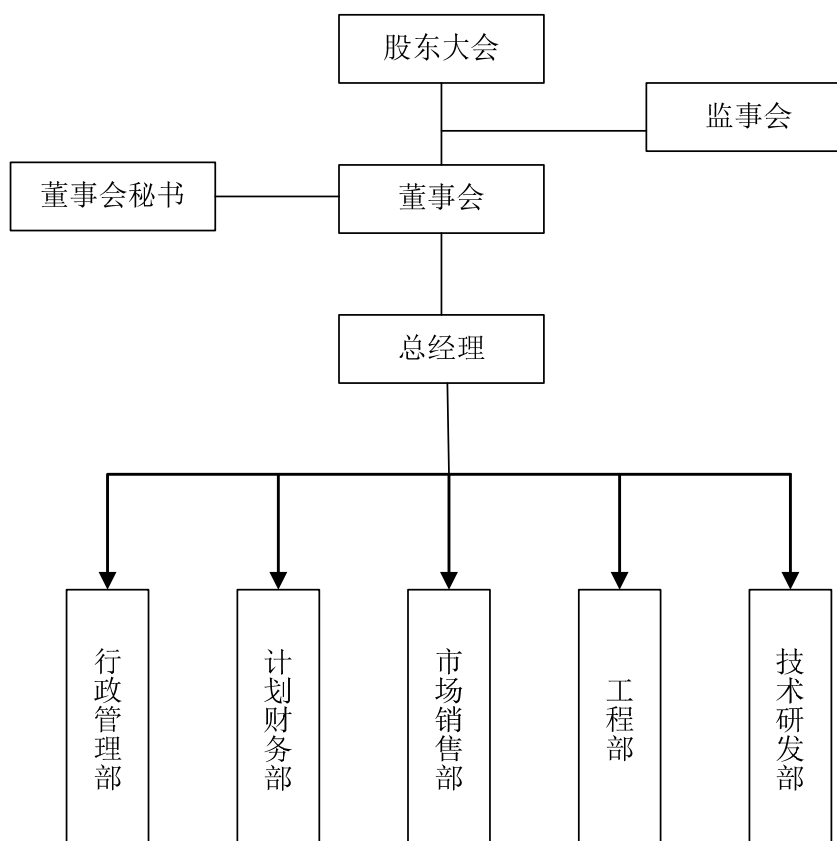 股东大会
监事会
董事会秘书
董事会
总经理
行政管理部
计划财务部
市场销售部
工程部
技术研发部